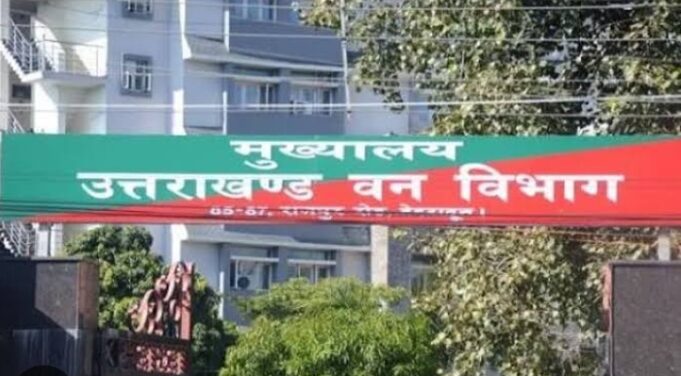 मुख्यालय
उत्तराखण्ड वन विभाग
85-87, राजपुर रोड, देहरादून।